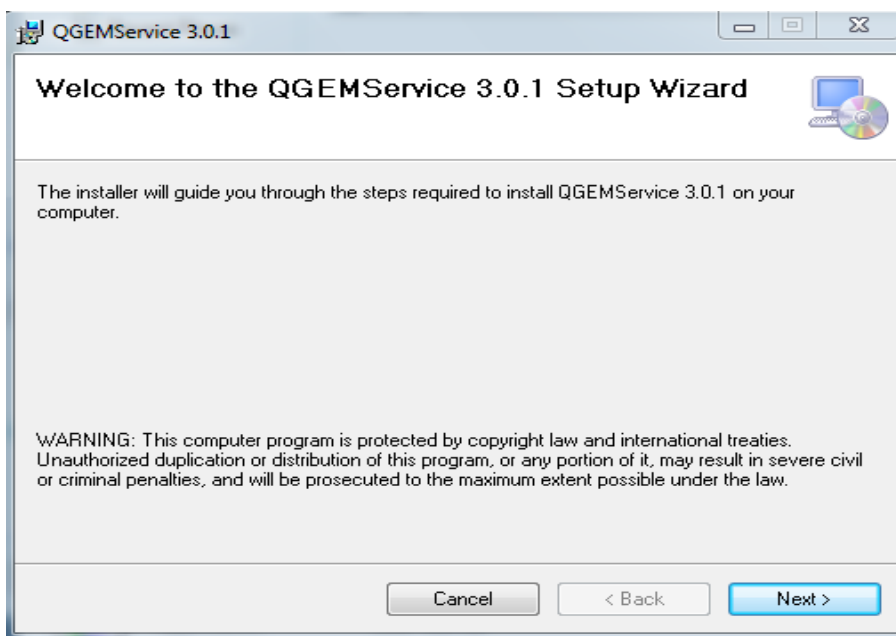 QGEMService 3.0.1
Welcome to the QGEMService 3.0.1 Setup Wizard
The installer will guide you through the steps required to install QGEMService 3.0.1 on your
computer.
WARNING: This computer program is protected by copyright law and international treaties.
Unauthorized duplication or distribution of this program, or any portion of it, may result in severe civil
or criminal penalties, and will be prosecuted to the maximum extent possible under the law.
Cancel
< Back
Next >